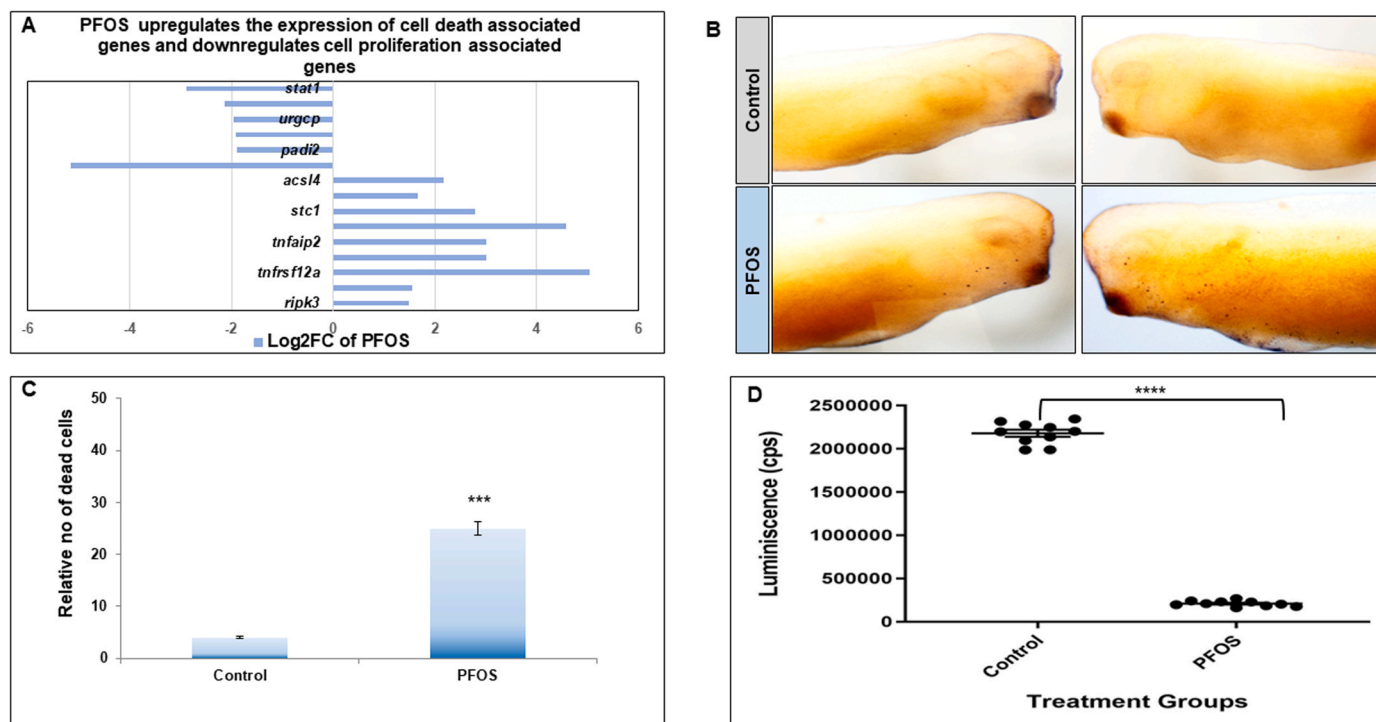 A
PFOS upregulates the expression of cell death associated
genes and downregulates cell proliferation associated
genes
stat1
urgcp
padi2
acsl4
stc1
tnfaip2
tnfrsf12a
ripk3
-6 -4 -2 0 2 4 6
Log2FC of PFOS
B
Control
PFOS
C
Relative no of dead cells
50
40
30
20
10
0
***
Control PFOS
D
Luminiscence (cps)
2500000
2000000
1500000
1000000
500000
0
****
Control PFOS
Treatment Groups